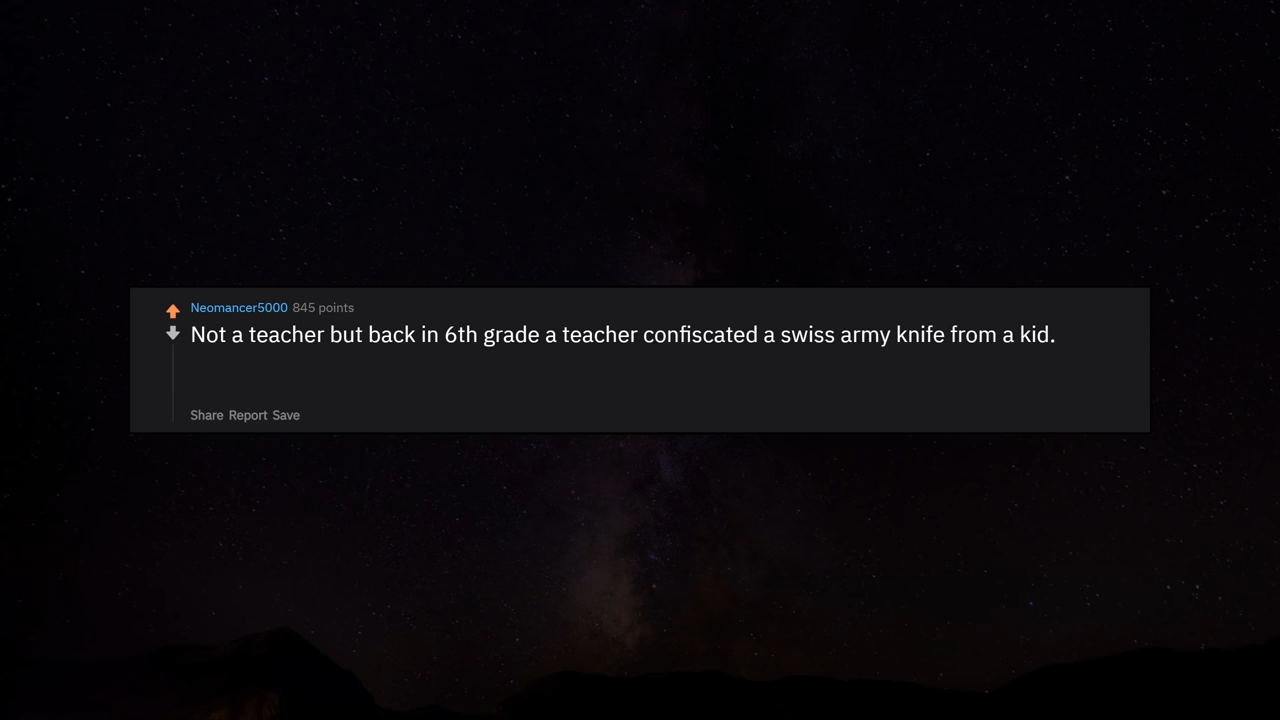 Neomancer5000 845 points
Not a teacher but back in 6th grade a teacher confiscated a swiss army knife from a kid.
Share Report Save